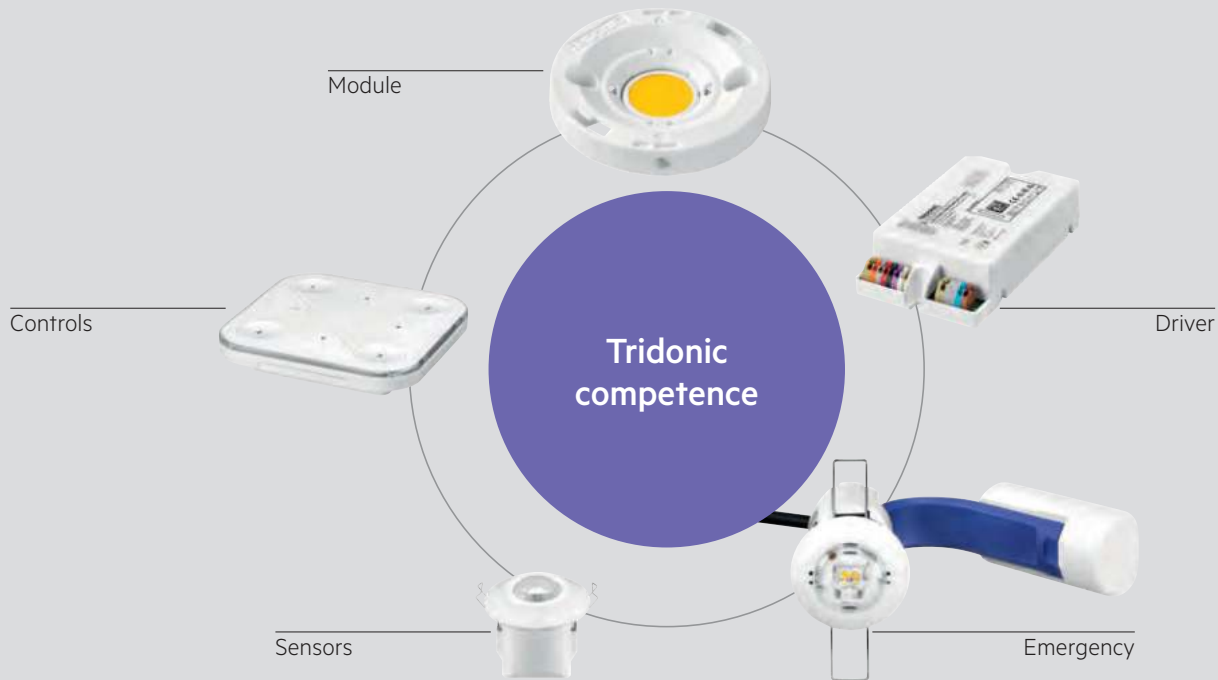 Module
Controls
Driver
Tridonic
competence
Sensors
Emergency